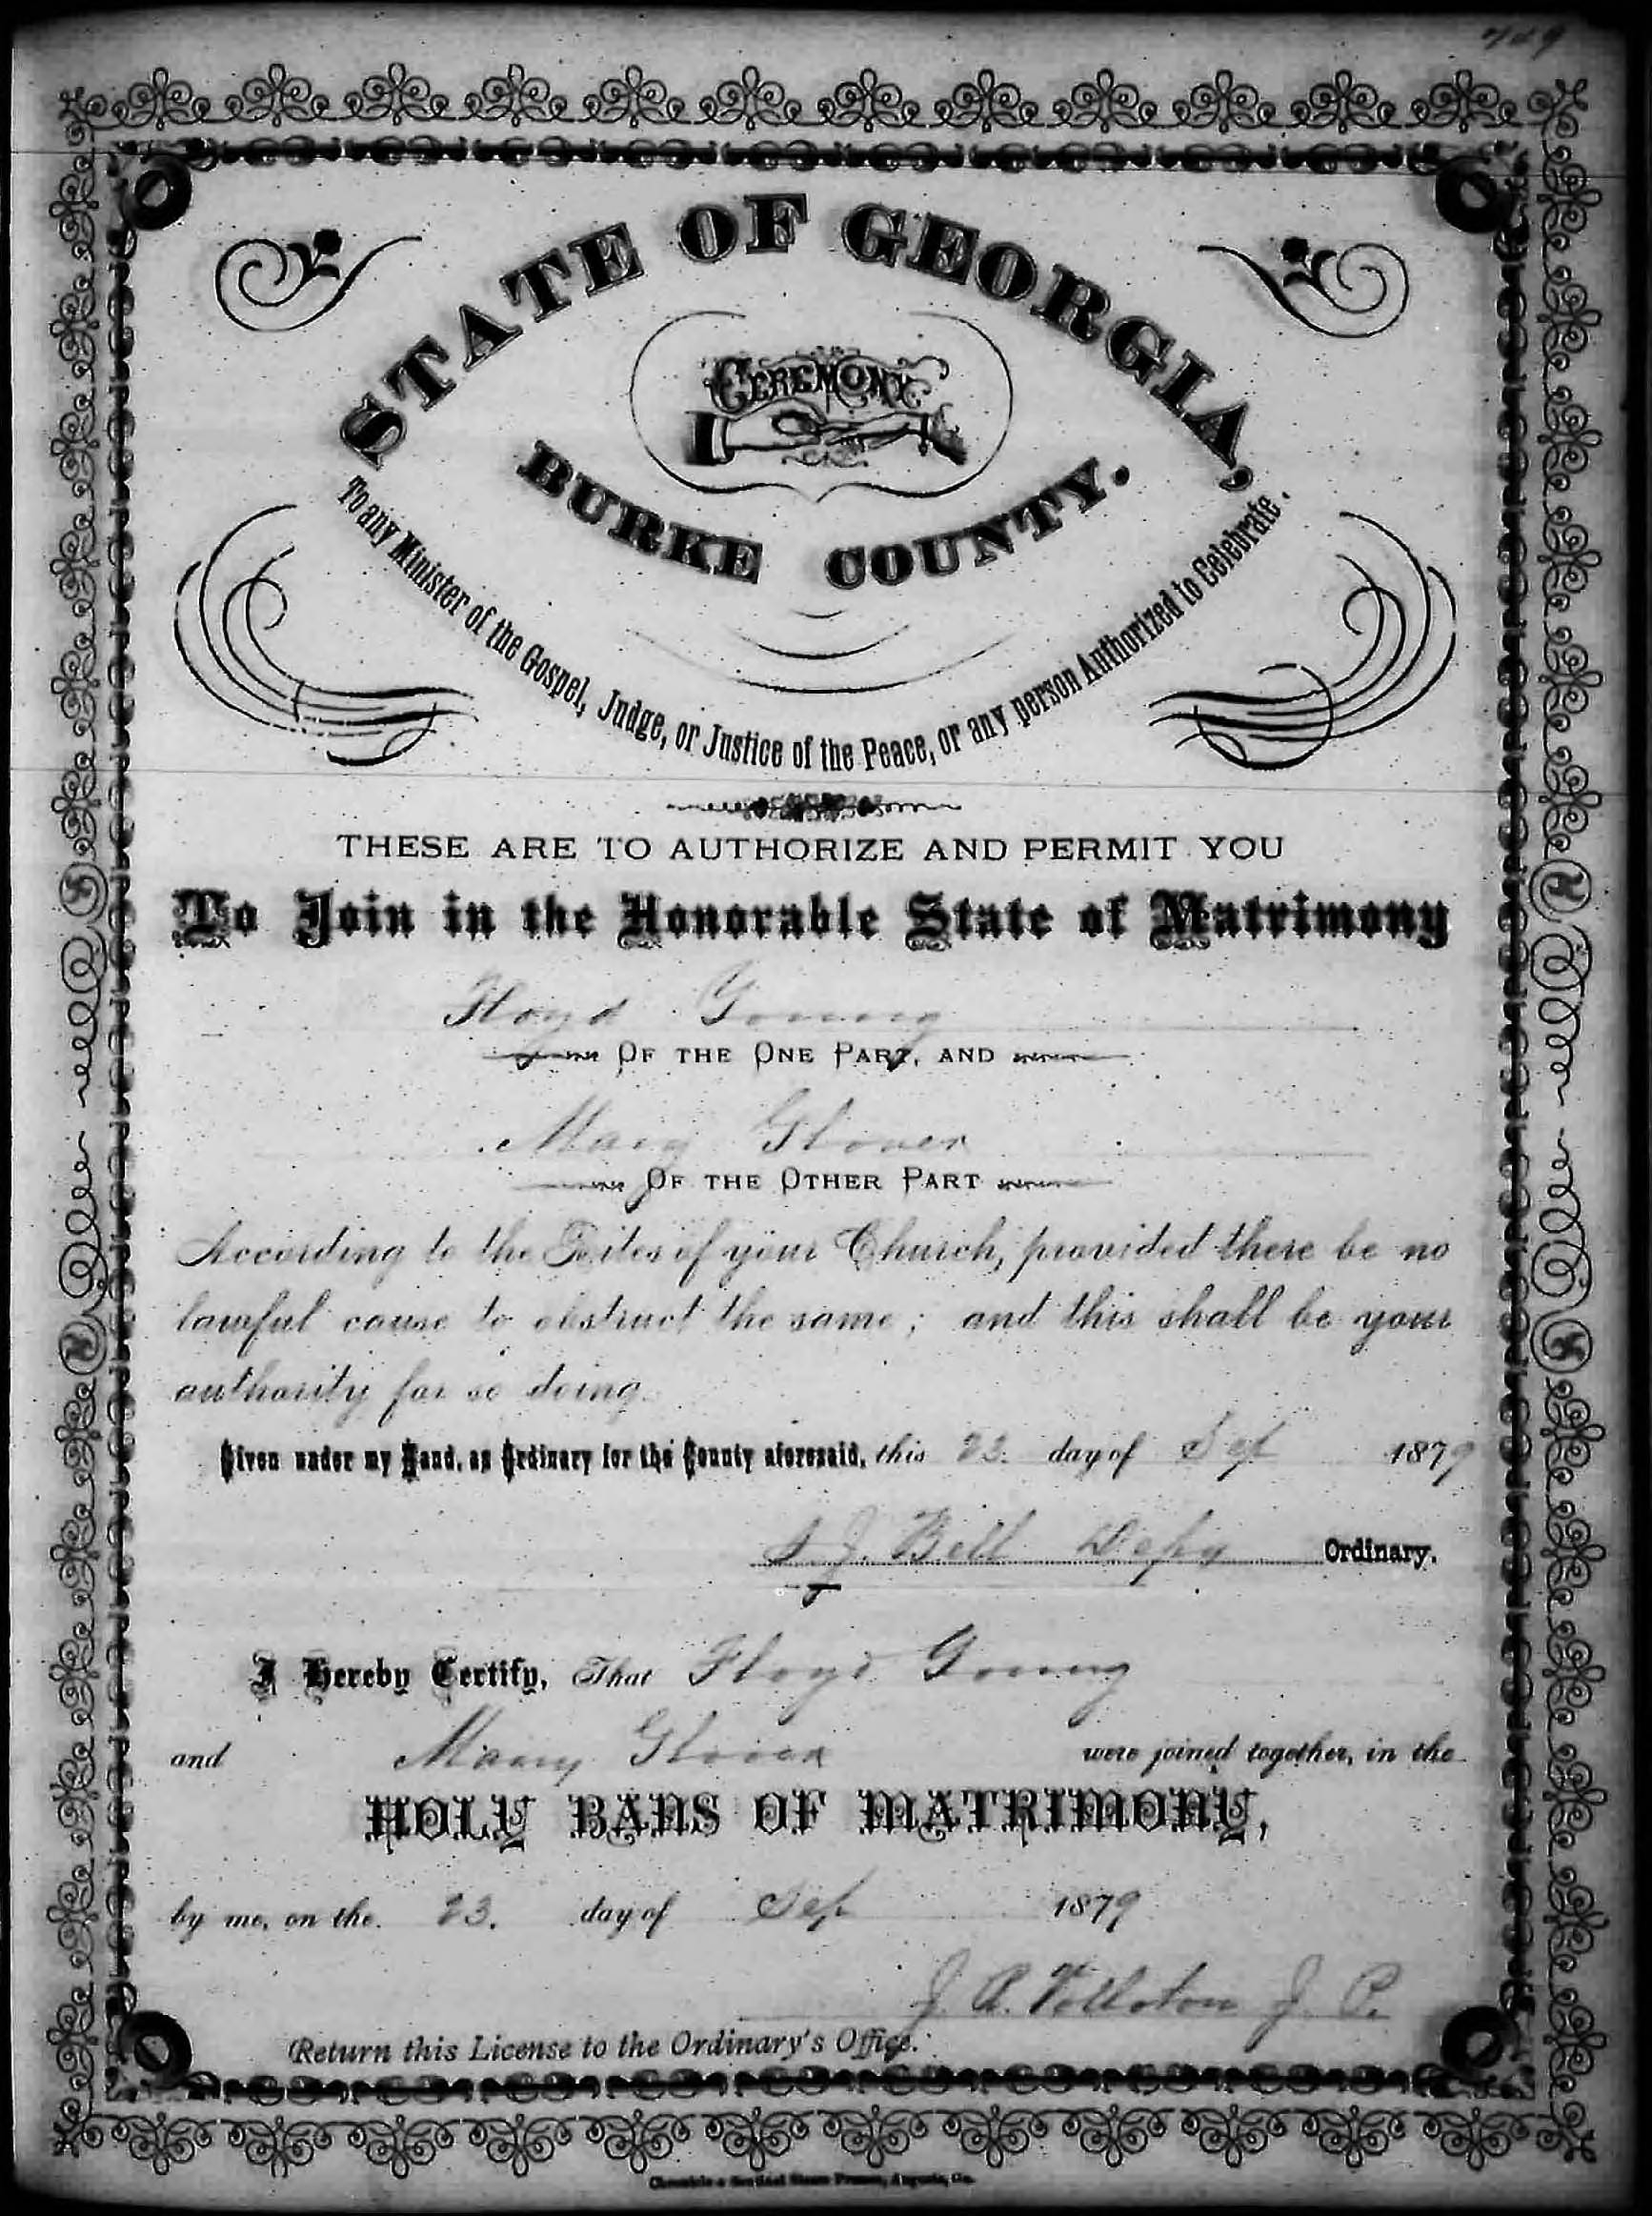 STATE OF GEORGIA,
CEREMONY
BURKE COUNTY.
To any Minister of the Gospel, Judge, or Justice of the Peace, or any person Authorized to Celebrate.
THESE ARE TO AUTHORIZE AND PERMIT YOU
To Join in the Honorable State of Matrimony
Floyd Young
OF THE ONE PART, AND
Mary Glover
OF THE OTHER PART
According to the Rites of your Church, provided there be no
lawful cause to obstruct the same; and this shall be your
authority for so doing.
Given under my Hand, as Ordinary for the County aforesaid, this 23. day of Sep 1879
J. Bell Depy Ordinary.
I Hereby Certify, That Floyd Young
and Mary Glover were joined together, in the
HOLY BANS OF MATRIMONY,
by me, on the 23. day of Sep 1879
J. A. J. P.
(Return this License to the Ordinary's Office.
Chronicle & Sentinel Steam Presses, Augusta, Ga.